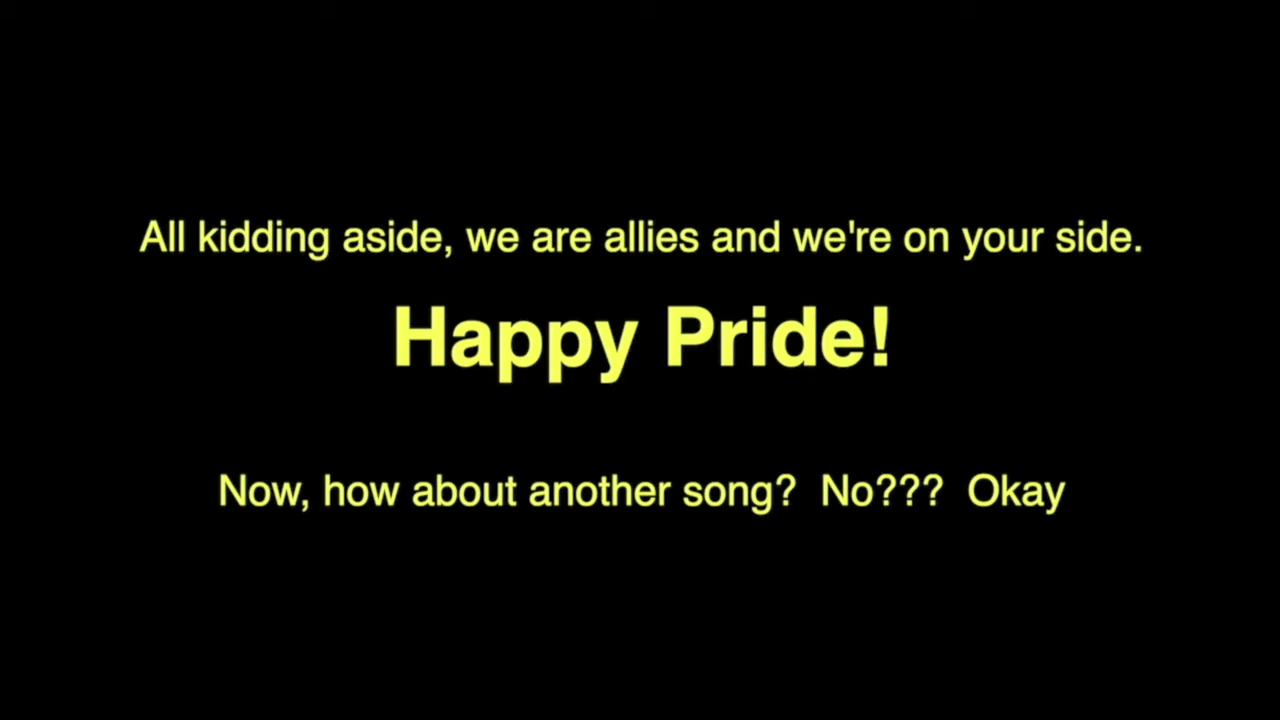 All kidding aside, we are allies and we're on your side.
Happy Pride!
Now, how about another song?  No???  Okay